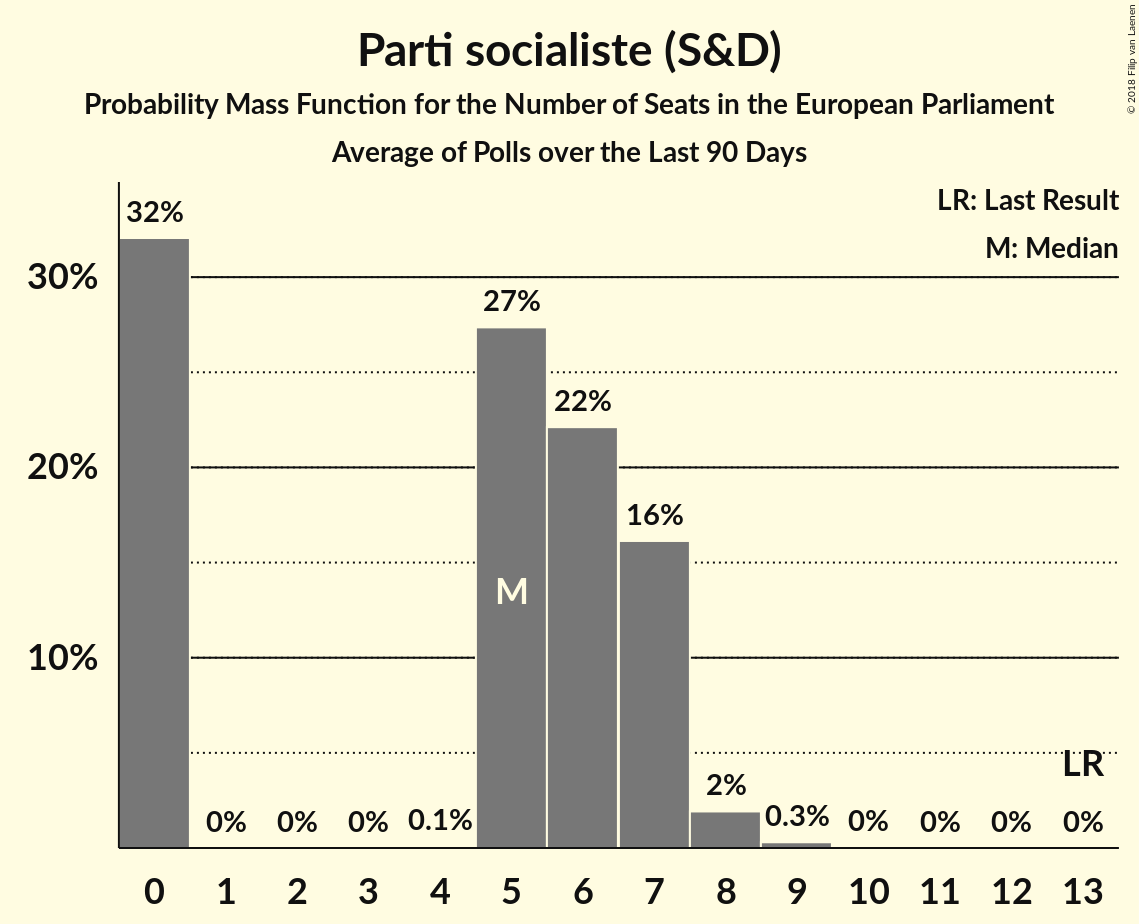 Parti socialiste (S&D)
Probability Mass Function for the Number of Seats in the European Parliament
Average of Polls over the Last 90 Days
© 2018 Filip van Laenen
LR: Last Result
M: Median
30%
20%
10%
32%
0%
0%
0%
0.1%
27%
22%
16%
2%
0.3%
0%
0%
0%
0%
M
LR
0 1 2 3 4 5 6 7 8 9 10 11 12 13